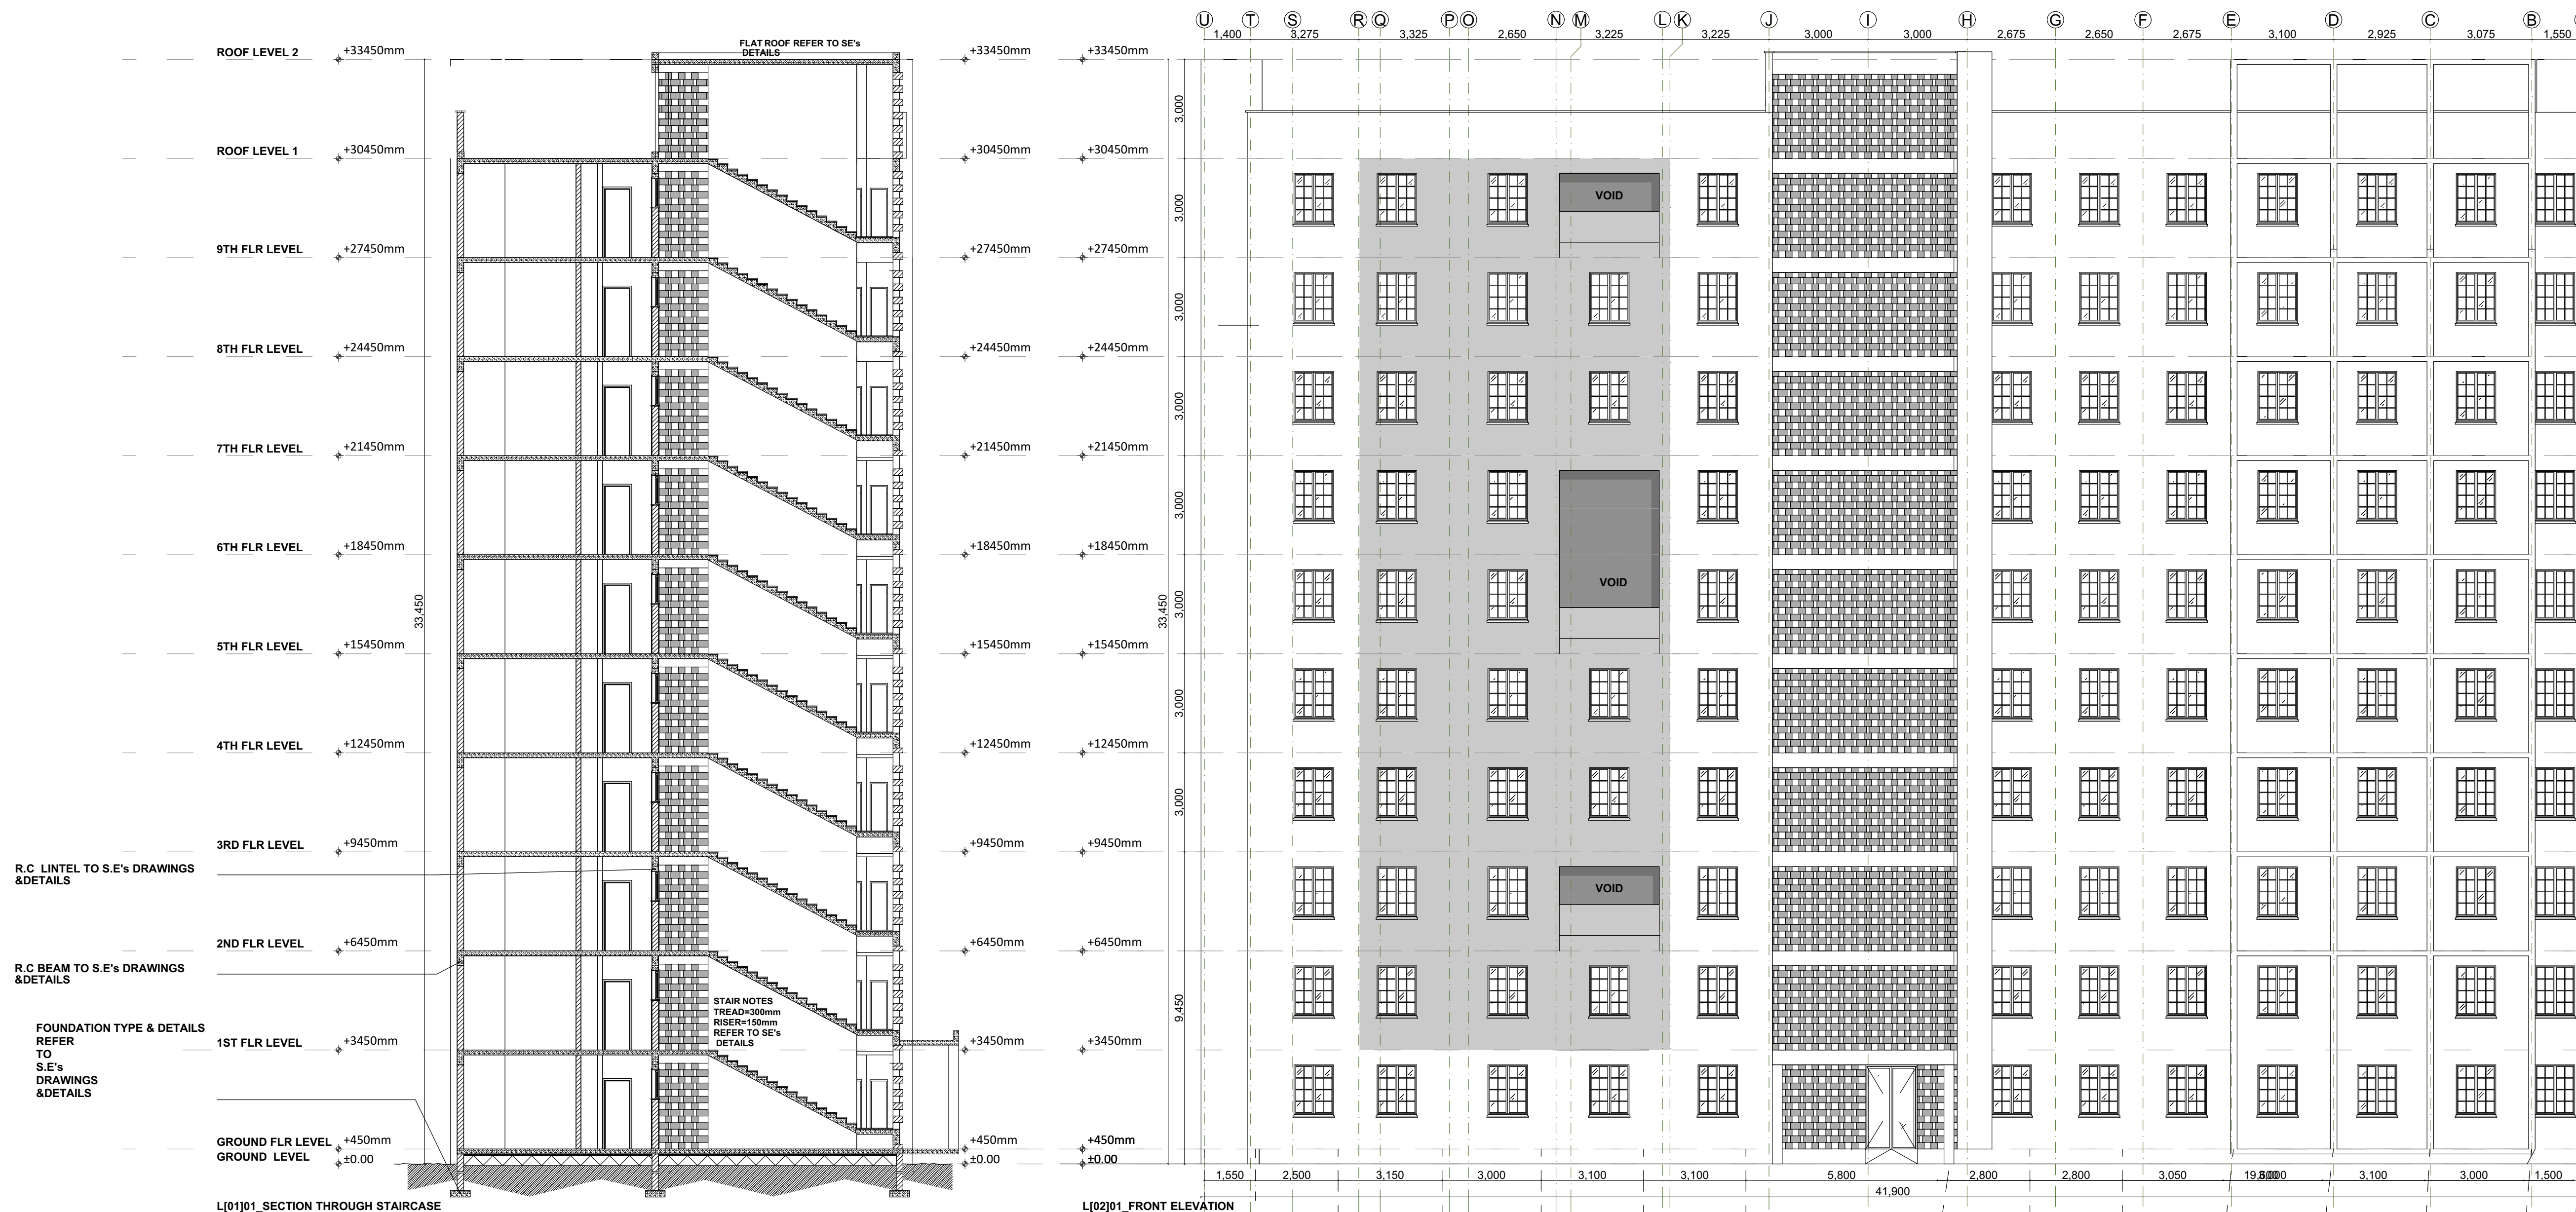 FLAT ROOF REFER TO SE's
DETAILS
ROOF LEVEL 2 +33450mm +33450mm
ROOF LEVEL 1 +30450mm +30450mm
9TH FLR LEVEL +27450mm +27450mm
8TH FLR LEVEL +24450mm +24450mm
7TH FLR LEVEL +21450mm +21450mm
6TH FLR LEVEL +18450mm +18450mm
5TH FLR LEVEL +15450mm +15450mm
4TH FLR LEVEL +12450mm +12450mm
3RD FLR LEVEL +9450mm +9450mm
R.C LINTEL TO S.E's DRAWINGS
&DETAILS
2ND FLR LEVEL +6450mm +6450mm
R.C BEAM TO S.E's DRAWINGS
&DETAILS
STAIR NOTES
TREAD=300mm
RISER=150mm
REFER TO SE's
DETAILS
FOUNDATION TYPE & DETAILS
REFER
TO
S.E's
DRAWINGS
&DETAILS
1ST FLR LEVEL +3450mm +3450mm
GROUND FLR LEVEL +450mm +450mm
GROUND LEVEL ±0.00 ±0.00
33,450
L[01]01_SECTION THROUGH STAIRCASE
U T S R Q P O N M L K J I H G F E D C B
1,400 3,275 3,325 2,650 3,225 3,225 3,000 3,000 2,675 2,650 2,675 3,100 2,925 3,075 1,550
+33450mm
+30450mm
+27450mm
+24450mm
+21450mm
+18450mm
+15450mm
+12450mm
+9450mm
+6450mm
+3450mm
+450mm
±0.00
33,450
3,000
3,000
3,000
3,000
3,000
3,000
3,000
3,000
9,450
VOID
VOID
VOID
1,550 2,500 3,150 3,000 3,100 3,100 5,800 2,800 2,800 3,050 3,100 3,000 1,500
41,900
L[02]01_FRONT ELEVATION